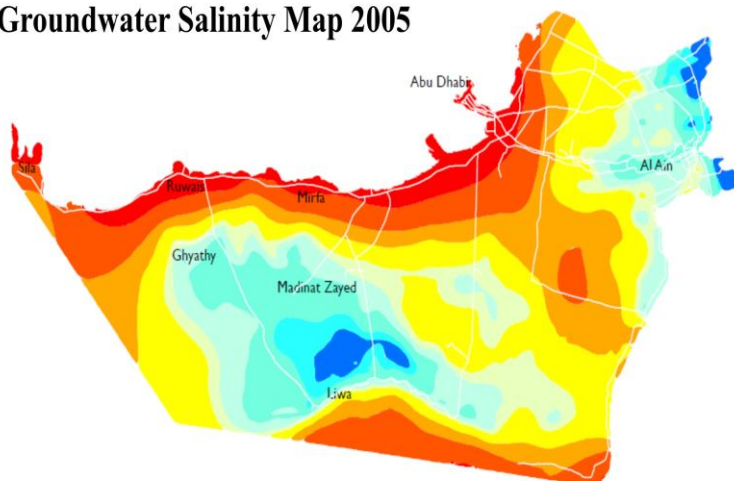 Groundwater Salinity Map 2005
Abu Dhabi
Al Ain
Sila
Ruwais
Mirfa
Ghyathy
Madinat Zayed
Liwa